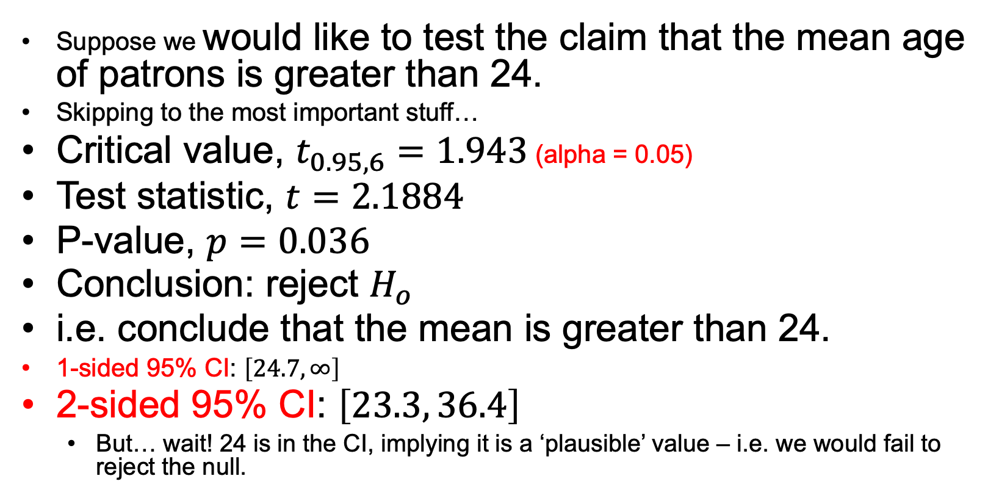 • Suppose we would like to test the claim that the mean age
of patrons is greater than 24.
• Skipping to the most important stuff…
• Critical value, 𝑡₀.₉₅,₆ = 1.943 (alpha = 0.05)
• Test statistic, 𝑡 = 2.1884
• P-value, 𝑝 = 0.036
• Conclusion: reject 𝐻ₒ
• i.e. conclude that the mean is greater than 24.
• 1-sided 95% CI: [24.7, ∞]
• 2-sided 95% CI: [23.3, 36.4]
• But… wait! 24 is in the CI, implying it is a ‘plausible’ value – i.e. we would fail to
reject the null.